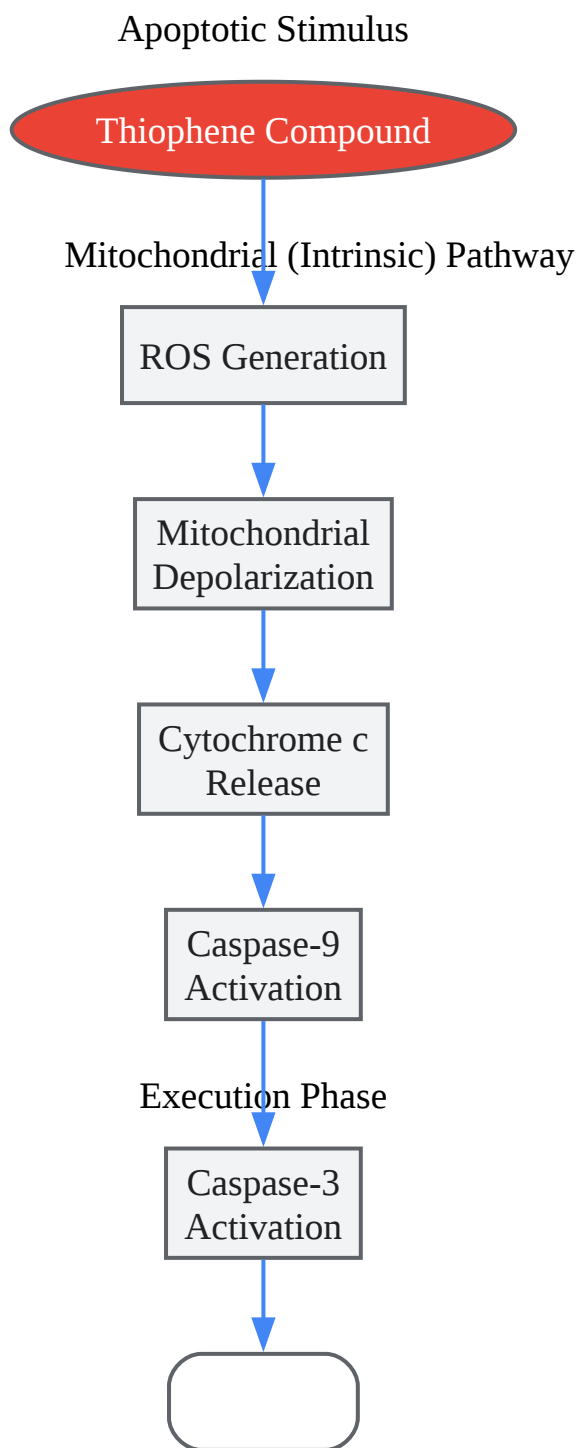 Apoptotic Stimulus
Thiophene Compound
Mitochondrial (Intrinsic) Pathway
ROS Generation
Mitochondrial
Depolarization
Cytochrome c
Release
Caspase-9
Activation
Execution Phase
Caspase-3
Activation